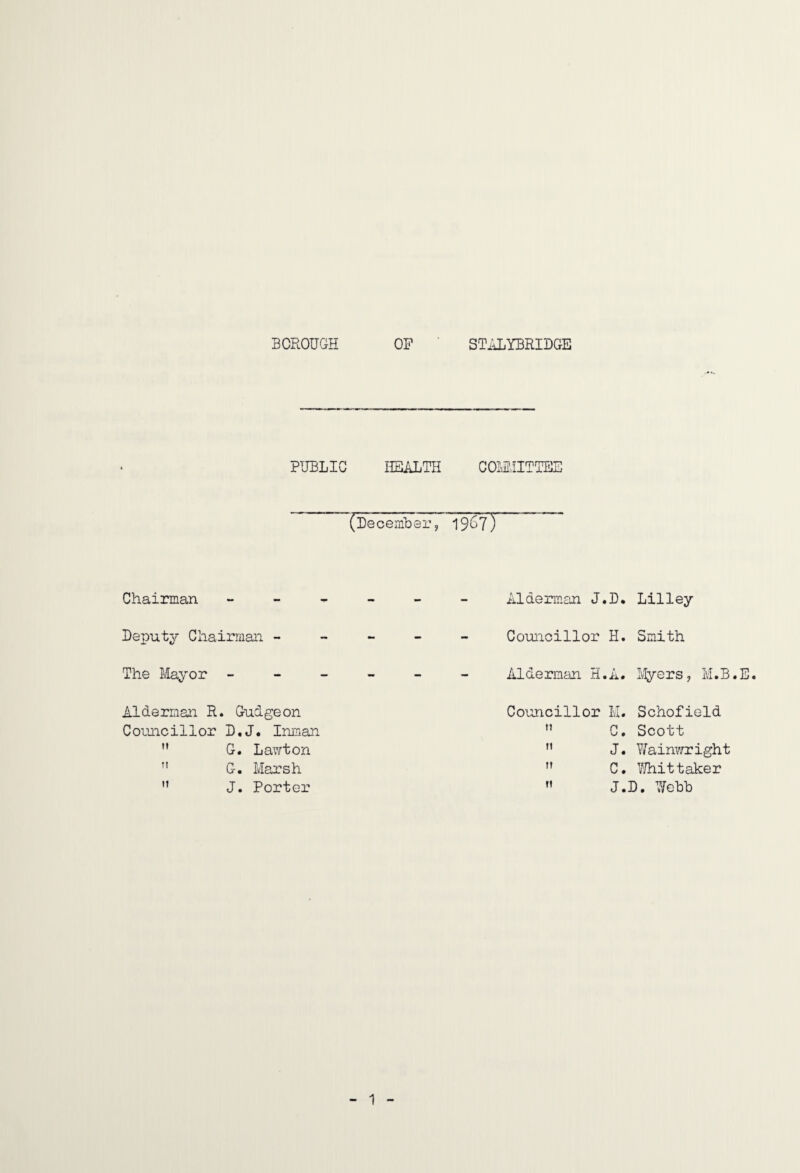 BOROUGH OF STALYBRIDGE
PUBLIC HEALTH COMMITTEE
(December, 1967)
Chairman - - - - - - Alderman J.D. Lilley
Deputy Chairman - - - - - Councillor H. Smith
The Mayor - - - - - - Alderman H.A. Myers, M.B.E.
Alderman R. Gudgeon
Councillor D.J. Inman
" G. Lawton
" G. Marsh
" J. Porter
Councillor M. Schofield
" C. Scott
" J. Wainwright
" C. Whittaker
" J.D. Webb
- 1 -